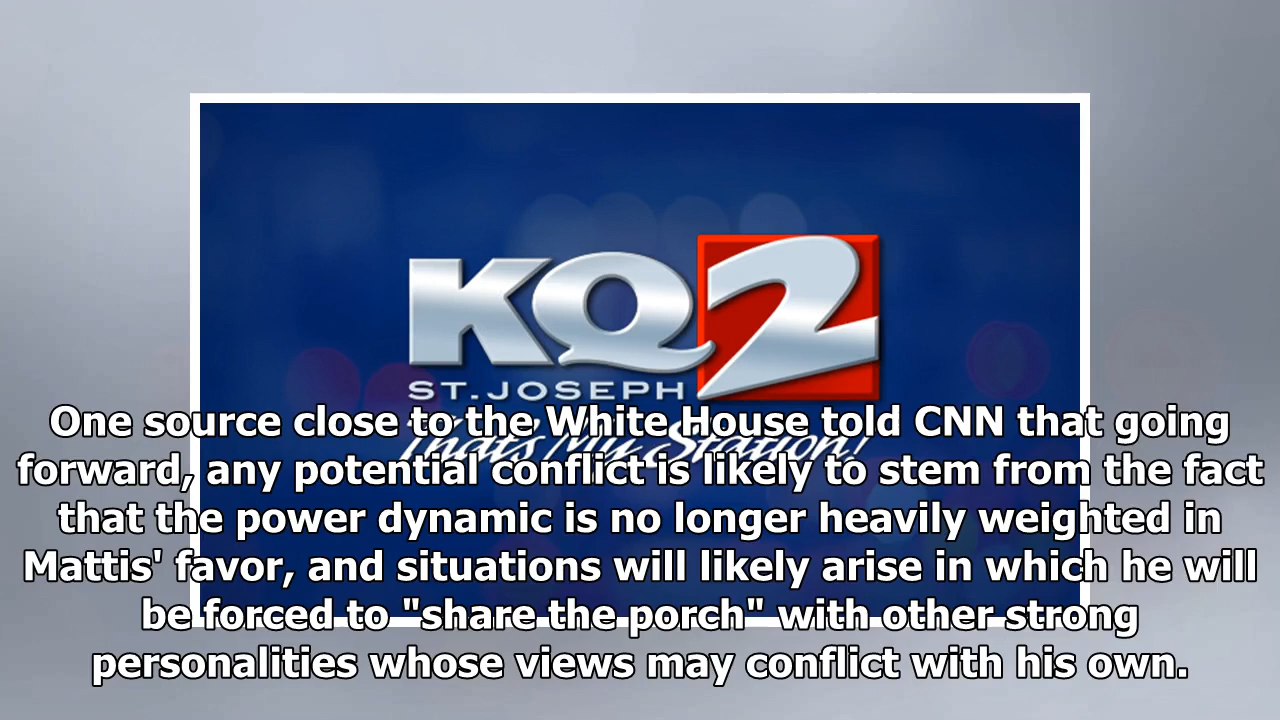 KQ2
ST.JOSEPH
That's My Station!
One source close to the White House told CNN that going
forward, any potential conflict is likely to stem from the fact
that the power dynamic is no longer heavily weighted in
Mattis' favor, and situations will likely arise in which he will
be forced to "share the porch" with other strong
personalities whose views may conflict with his own.